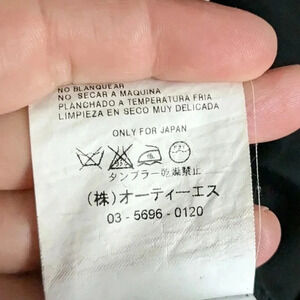 NO BLANQUEAR
NO SECAR A MAQUINA
PLANCHADO A TEMPERATURA FRIA
LIMPIEZA EN SECO MUY DELICADA
ONLY FOR JAPAN
タンブラー乾燥禁止
(株)オーティーエス
03-5696-0120